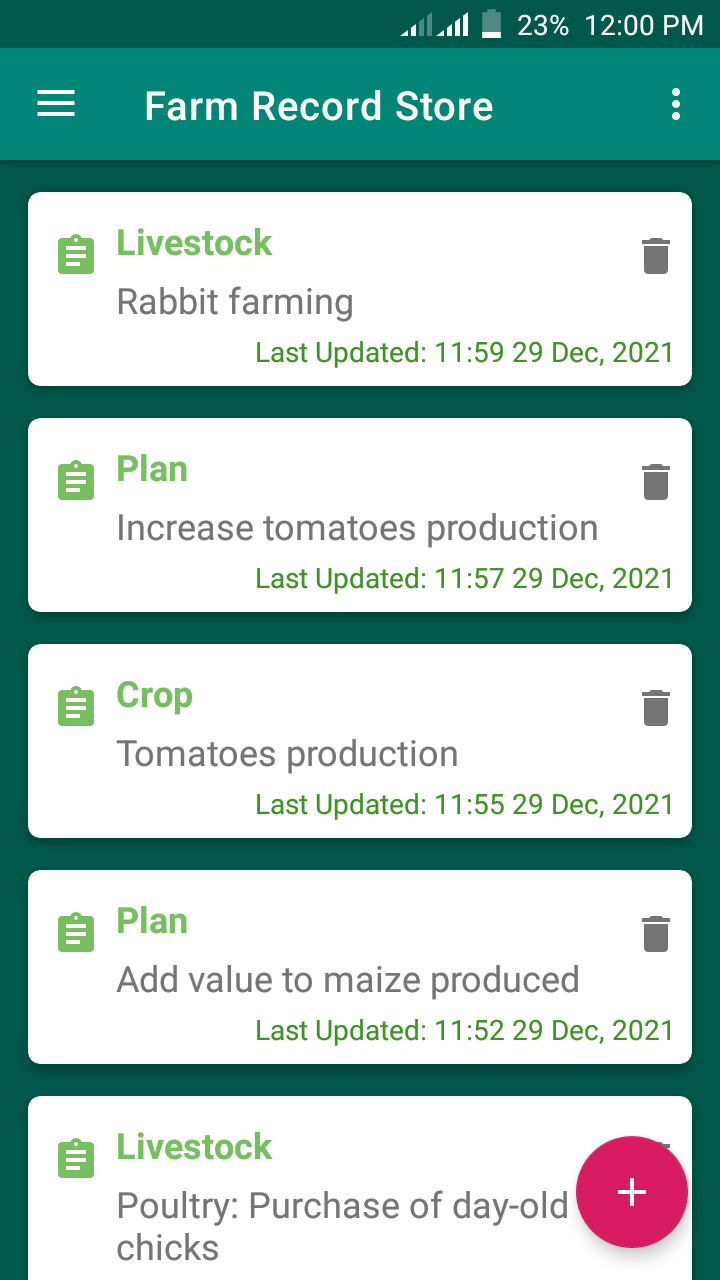 23% 12:00 PM
Farm Record Store
Livestock
Rabbit farming
Last Updated: 11:59 29 Dec, 2021
Plan
Increase tomatoes production
Last Updated: 11:57 29 Dec, 2021
Crop
Tomatoes production
Last Updated: 11:55 29 Dec, 2021
Plan
Add value to maize produced
Last Updated: 11:52 29 Dec, 2021
Livestock
Poultry: Purchase of day-old
chicks